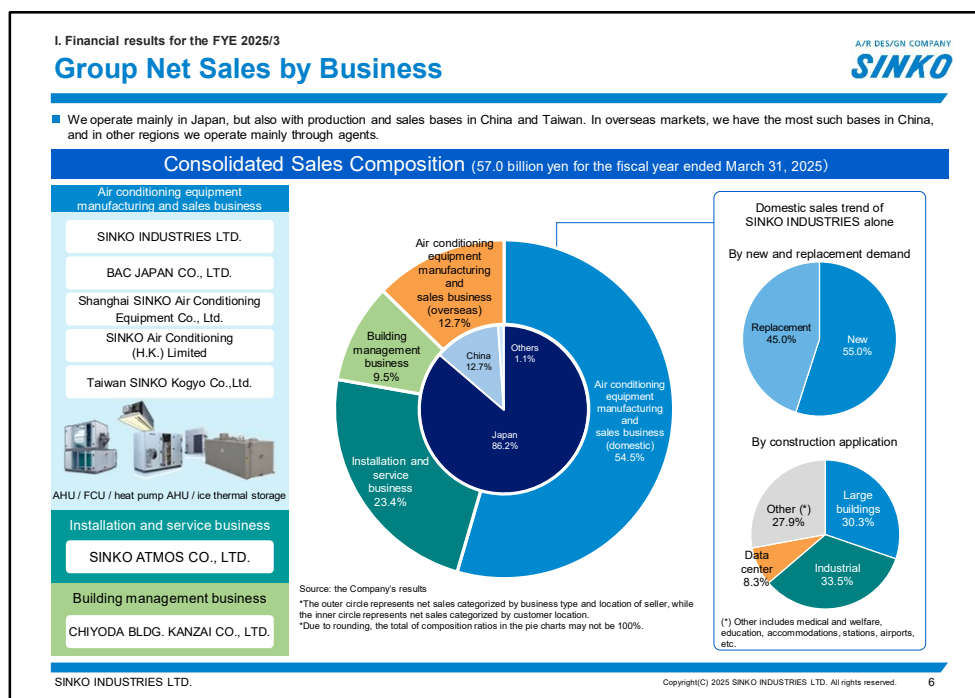 I. Financial results for the FYE 2025/3
Group Net Sales by Business
A/R DES/GN COMPANY
SINKO
We operate mainly in Japan, but also with production and sales bases in China and Taiwan. In overseas markets, we have the most such bases in China,
and in other regions we operate mainly through agents.
Consolidated Sales Composition (57.0 billion yen for the fiscal year ended March 31, 2025)
Air conditioning equipment
manufacturing and sales business
SINKO INDUSTRIES LTD.
BAC JAPAN CO., LTD.
Shanghai SINKO Air Conditioning
Equipment Co., Ltd.
SINKO Air Conditioning
(H.K.) Limited
Taiwan SINKO Kogyo Co.,Ltd.
AHU / FCU / heat pump AHU / ice thermal storage
Installation and service business
SINKO ATMOS CO., LTD.
Building management business
CHIYODA BLDG. KANZAI CO., LTD.
Air conditioning
equipment
manufacturing
and
sales business
(overseas)
12.7%
Building
management
business
9.5%
Installation and
service
business
23.4%
Air conditioning
equipment
manufacturing
and
sales business
(domestic)
54.5%
China
12.7%
Others
1.1%
Japan
86.2%
Source: the Company's results
*The outer circle represents net sales categorized by business type and location of seller, while
the inner circle represents net sales categorized by customer location.
*Due to rounding, the total of composition ratios in the pie charts may not be 100%.
Domestic sales trend of
SINKO INDUSTRIES alone
By new and replacement demand
Replacement
45.0%
New
55.0%
By construction application
Other (*)
27.9%
Large
buildings
30.3%
Data
center
8.3%
Industrial
33.5%
(*) Other includes medical and welfare,
education, accommodations, stations, airports,
etc.
SINKO INDUSTRIES LTD.
Copyright(C) 2025 SINKO INDUSTRIES LTD. All rights reserved.
6